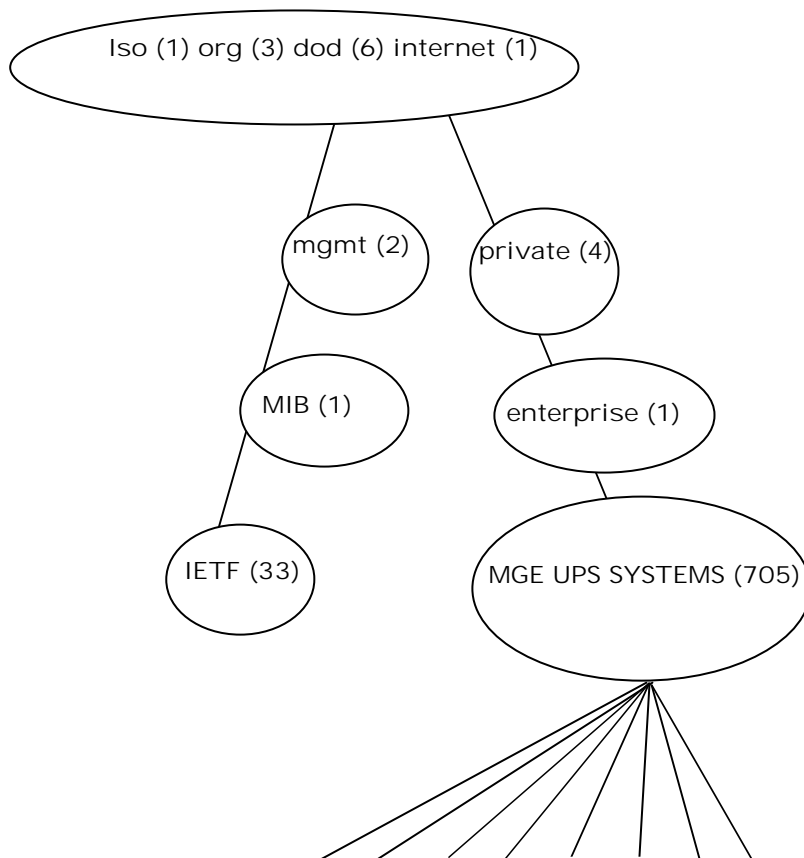 Iso (1) org (3) dod (6) internet (1)
mgmt (2)
private (4)
MIB (1)
enterprise (1)
IETF (33)
MGE UPS SYSTEMS (705)